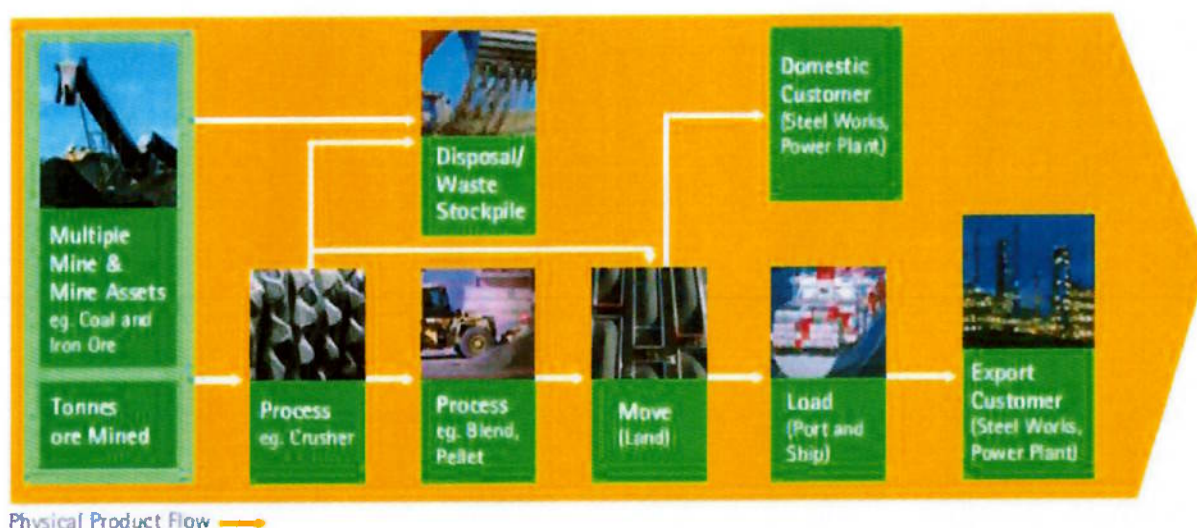 Multiple
Mine &
Mine Assets
eg. Coal and
Iron Ore
Tonnes
ore Mined
Process
eg. Crusher
Disposal/
Waste
Stockpile
Process
eg. Blend,
Pellet
Move
(Land)
Domestic
Customer
(Steel Works,
Power Plant)
Load
(Port and
Ship)
Export
Customer
(Steel Works,
Power Plant)
Physical Product Flow